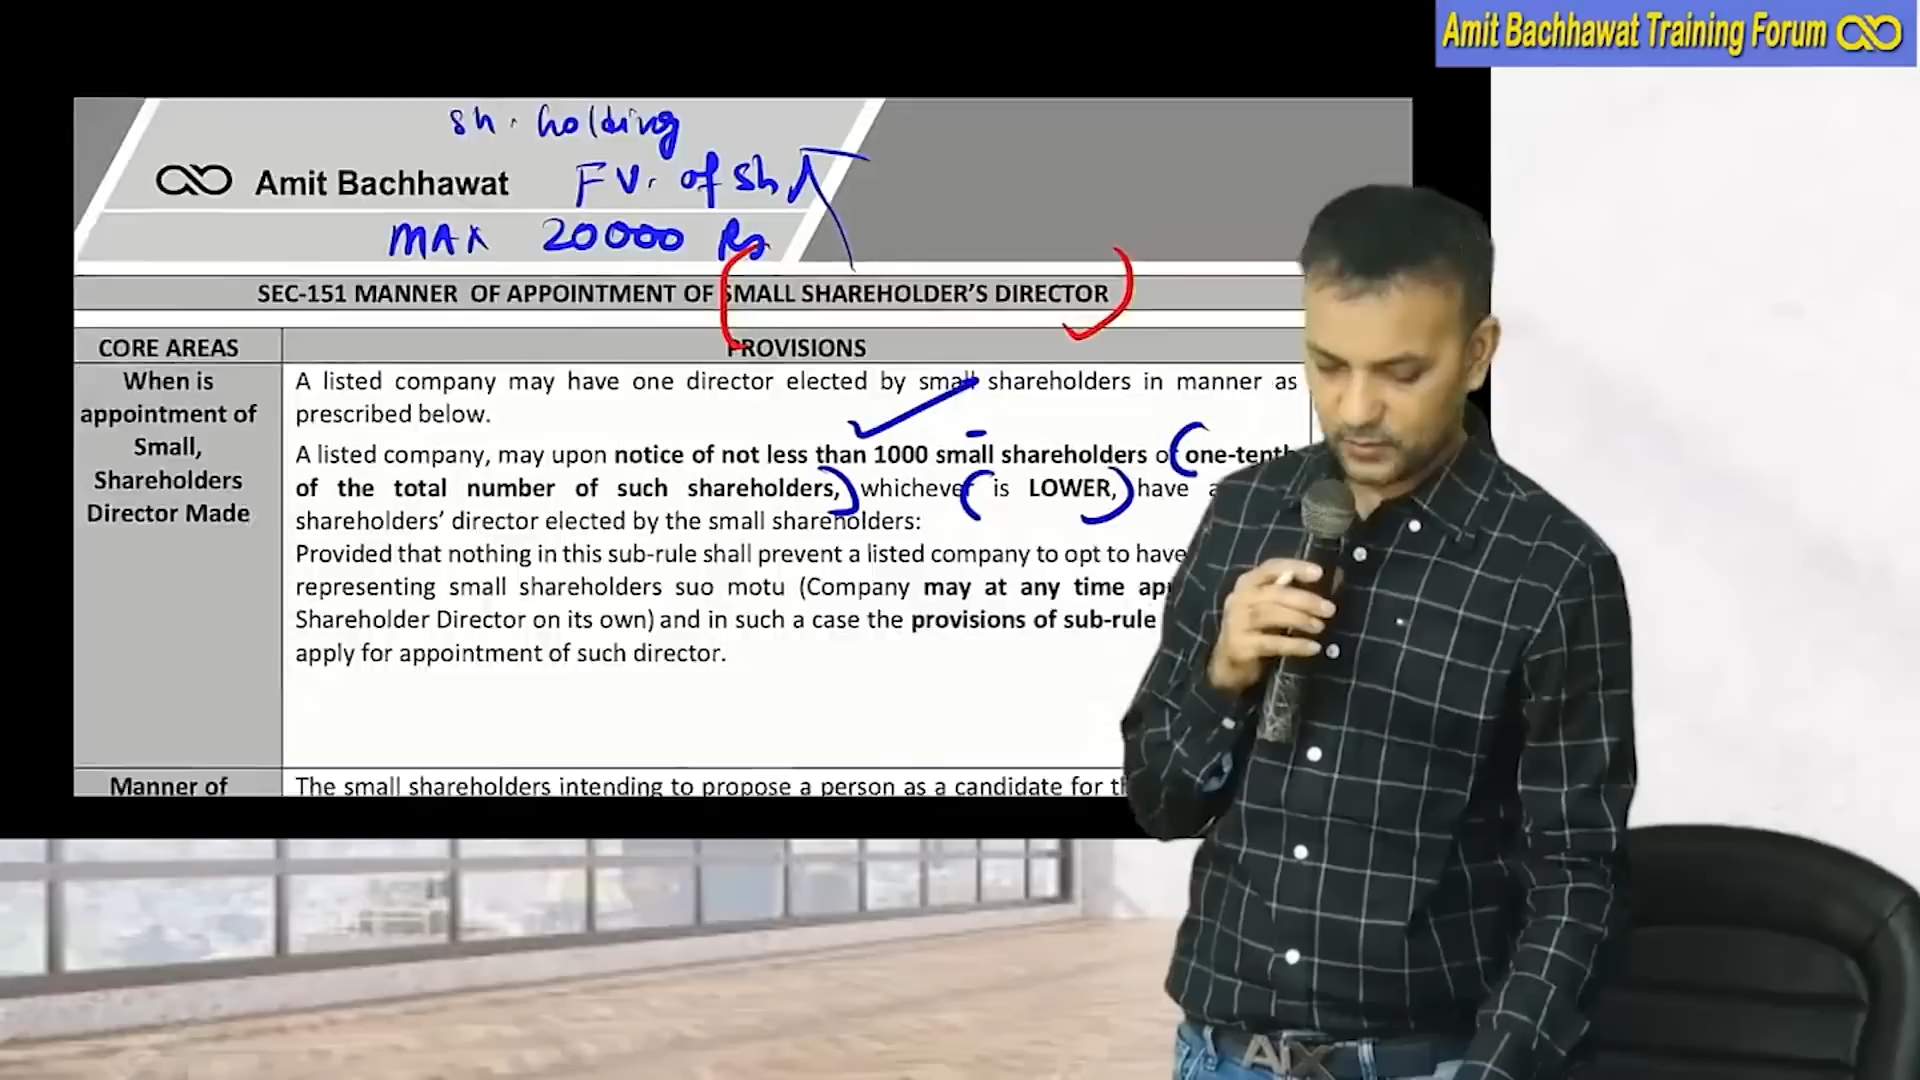 Amit Bachhawat Training Forum
sh. holding
Amit Bachhawat FV. of sh
MAX 20000 Rs
SEC-151 MANNER OF APPOINTMENT OF SMALL SHAREHOLDER'S DIRECTOR
CORE AREAS PROVISIONS
When is appointment of Small, Shareholders Director Made
A listed company may have one director elected by small shareholders in manner as
prescribed below.
A listed company, may upon notice of not less than 1000 small shareholders or one-tenth
of the total number of such shareholders, whichever is LOWER, have a
shareholders' director elected by the small shareholders:
Provided that nothing in this sub-rule shall prevent a listed company to opt to have
representing small shareholders suo motu (Company may at any time
Shareholder Director on its own) and in such a case the provisions of sub-rule
apply for appointment of such director.
Manner of
The small shareholders intending to propose a person as a candidate for